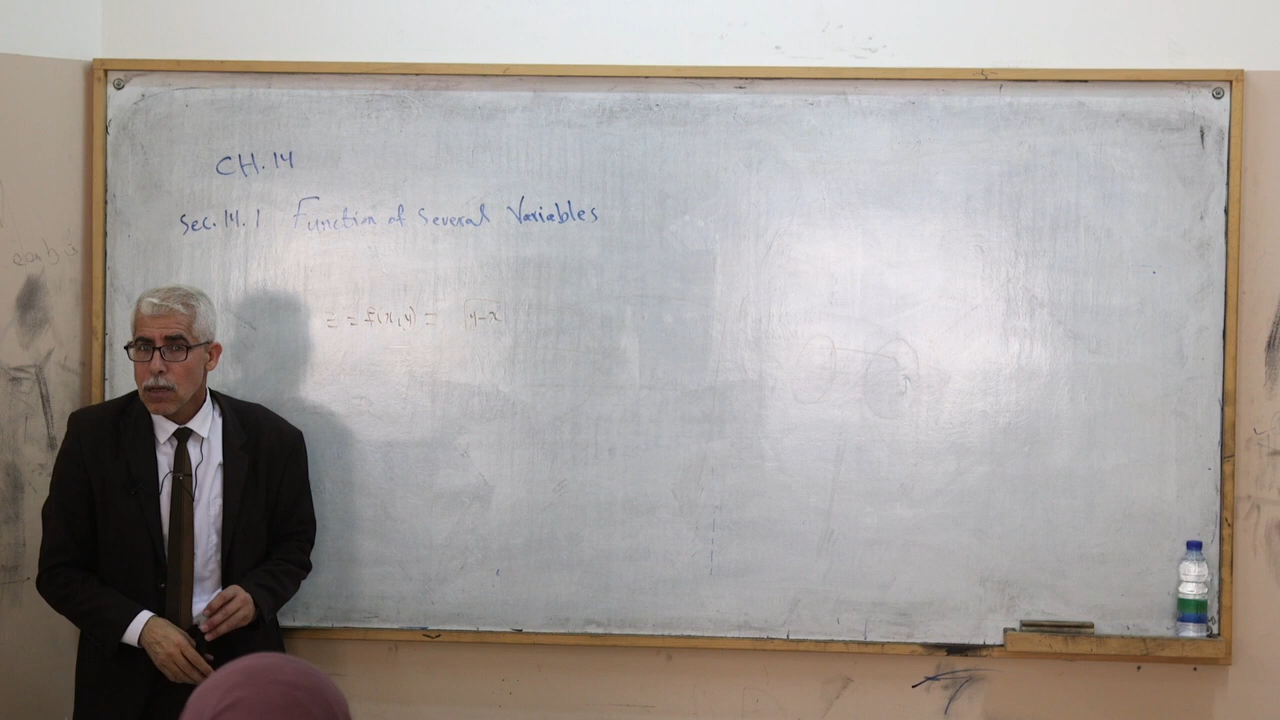 CH. 14
Sec. 14.1 Function of Several Variables
= = f(x,y) = |y-x|